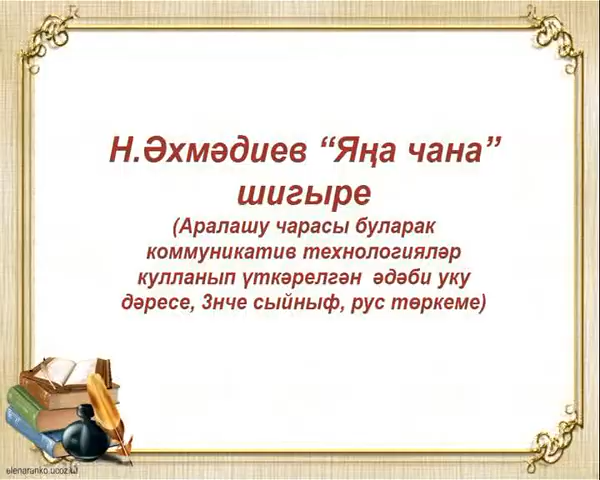 Н.Әхмәдиев “Яңа чана”
шигыре
(Аралашу чарасы буларак
коммуникатив технологияләр
кулланып үткәрелгән әдәби уку
дәресе, 3нче сыйныф, рус төркеме)
elenaranko.ucoz.ru